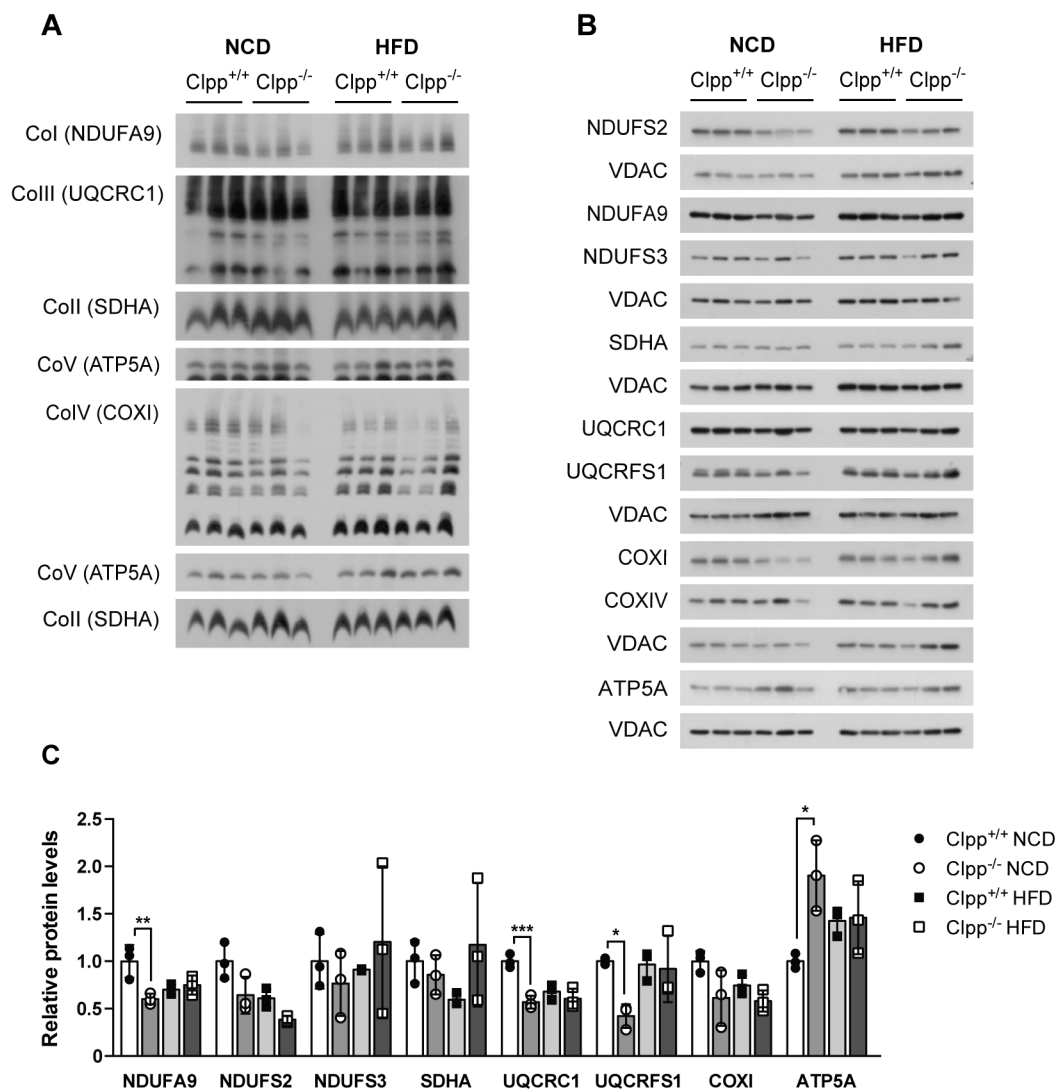 A
NCD HFD
Clpp+/+ Clpp-/- Clpp+/+ Clpp-/-
CoI (NDUFA9)
CoIII (UQCRC1)
CoII (SDHA)
CoV (ATP5A)
CoIV (COXI)
CoV (ATP5A)
CoII (SDHA)
B
NCD HFD
Clpp+/+ Clpp-/- Clpp+/+ Clpp-/-
NDUFS2
VDAC
NDUFA9
NDUFS3
VDAC
SDHA
VDAC
UQCRC1
UQCRFS1
VDAC
COXI
COXIV
VDAC
ATP5A
VDAC
C
Relative protein levels
2.5
2.0
1.5
1.0
0.5
0
** *** * *
NDUFA9 NDUFS2 NDUFS3 SDHA UQCRC1 UQCRFS1 COXI ATP5A
Clpp+/+ NCD
Clpp-/- NCD
Clpp+/+ HFD
Clpp-/- HFD